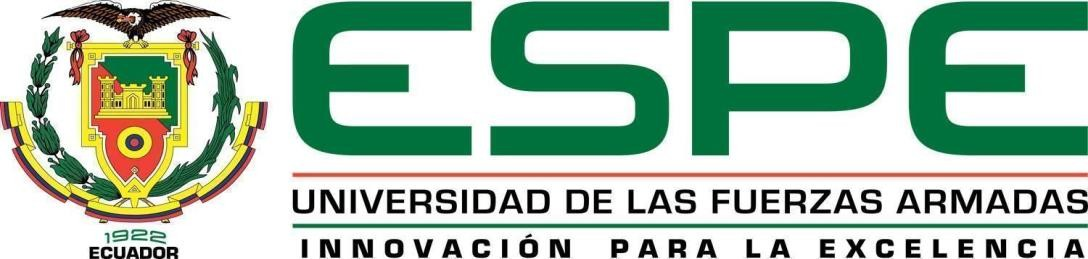 1922
ECUADOR
ESPE
UNIVERSIDAD DE LAS FUERZAS ARMADAS
INNOVACIÓN PARA LA EXCELENCIA